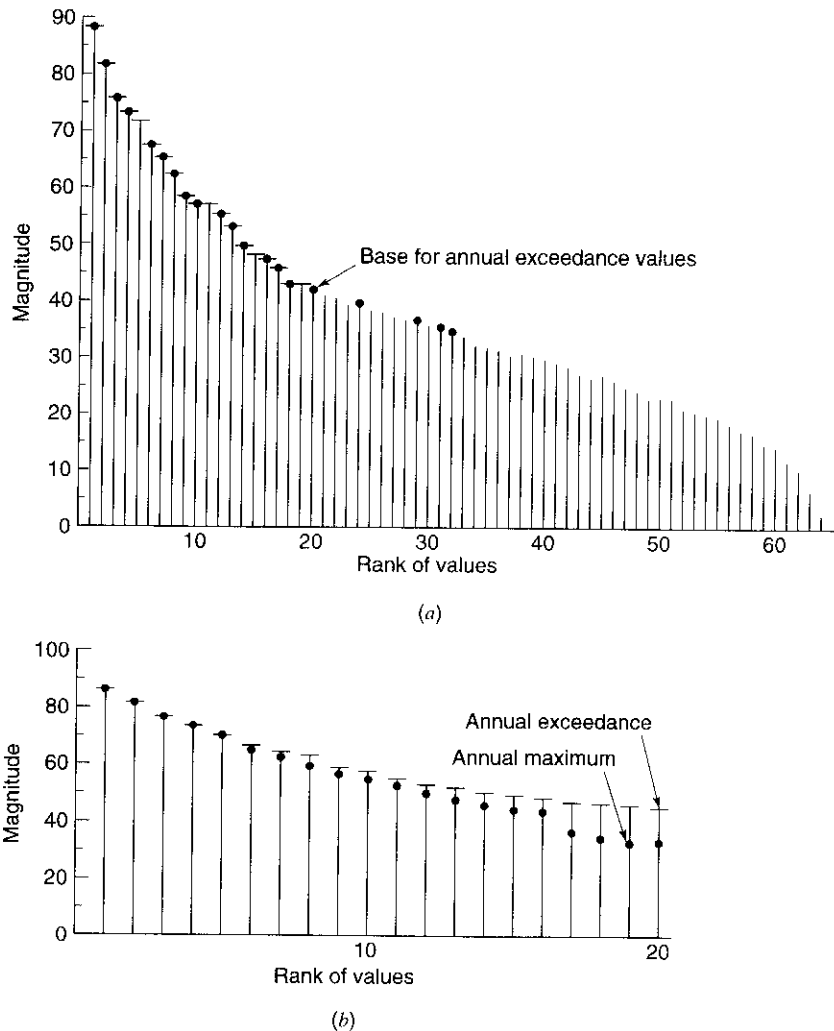 90
80
70
60
50
40
30
20
10
0
Magnitude
Base for annual exceedance values
10 20 30 40 50 60
Rank of values
(a)
100
80
60
40
20
0
Magnitude
Annual exceedance
Annual maximum
10 20
Rank of values
(b)